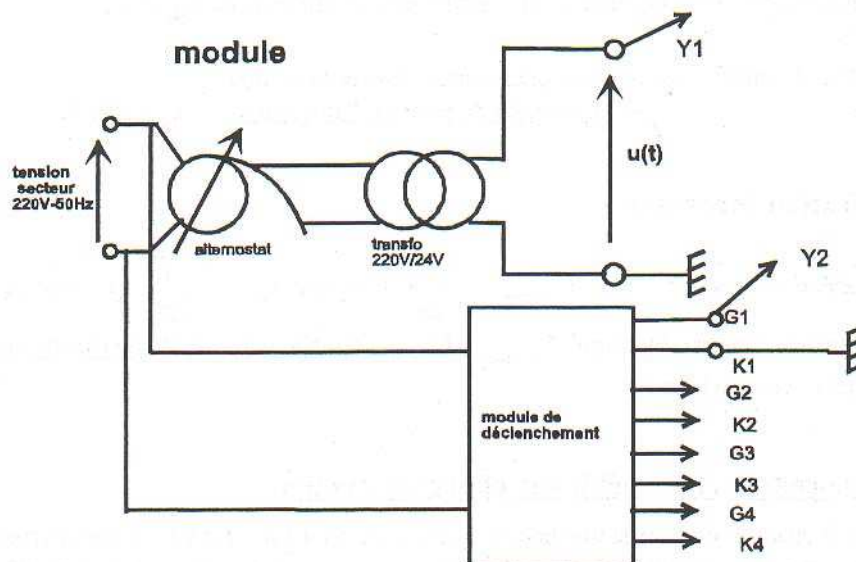 module
Y1
tension
secteur
220V-50Hz
u(t)
alternostat
transfo
220V/24V
Y2
G1
K1
G2
module de
déclenchement
K2
G3
K3
G4
K4